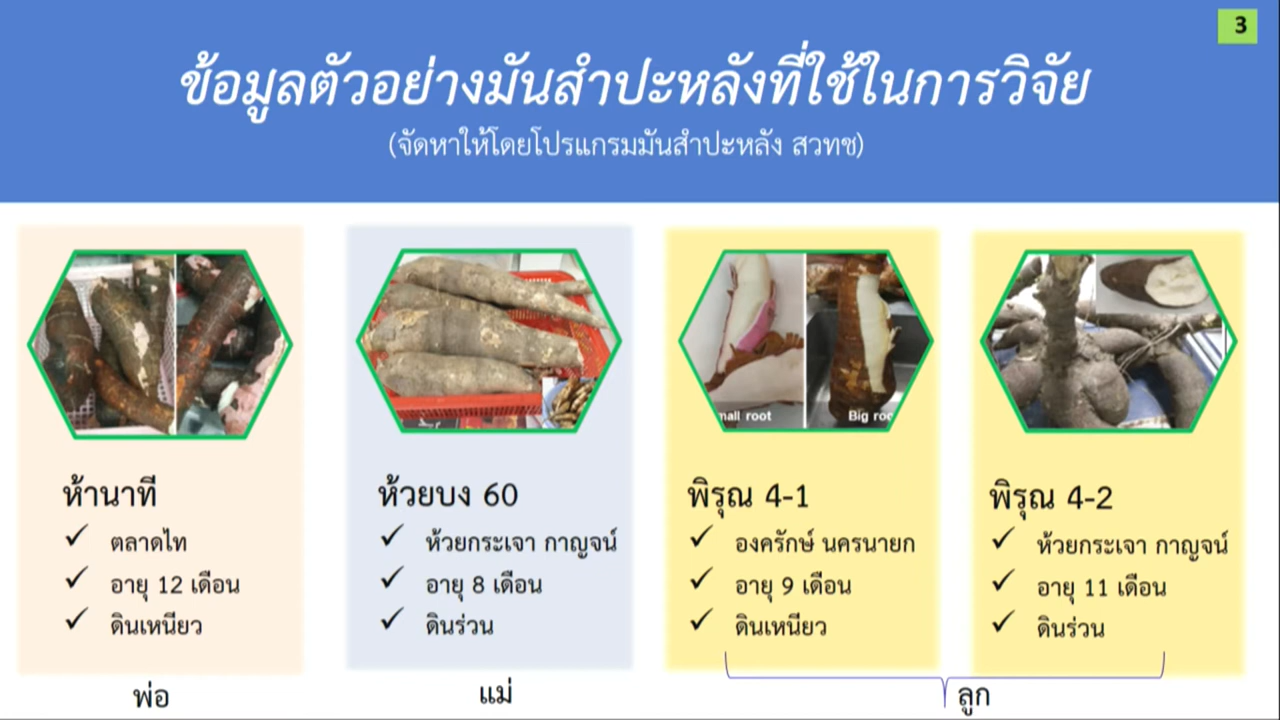 3
ข้อมูลตัวอย่างมันสำปะหลังที่ใช้ในการวิจัย
(จัดหาให้โดยโปรแกรมมันสำปะหลัง สวทช)
ห้านาที
✓ ตลาดไท
✓ อายุ 12 เดือน
✓ ดินเหนียว
พ่อ
ห้วยบง 60
✓ ห้วยกระเจา กาญจน์
✓ อายุ 8 เดือน
✓ ดินร่วน
แม่
mall root
Big roo
พิรุณ 4-1
✓ องครักษ์ นครนายก
✓ อายุ 9 เดือน
✓ ดินเหนียว
พิรุณ 4-2
✓ ห้วยกระเจา กาญจน์
✓ อายุ 11 เดือน
✓ ดินร่วน
ลูก